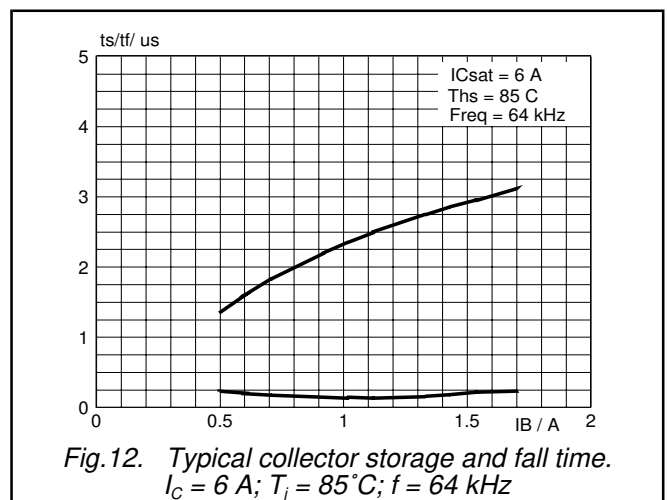 ts/tf/ us
5
ICsat = 6 A
Ths = 85 C
Freq = 64 kHz
4
3
2
1
0
0 0.5 1 1.5 2
IB / A
Fig.12. Typical collector storage and fall time.
IC = 6 A; Tj = 85˚C; f = 64 kHz